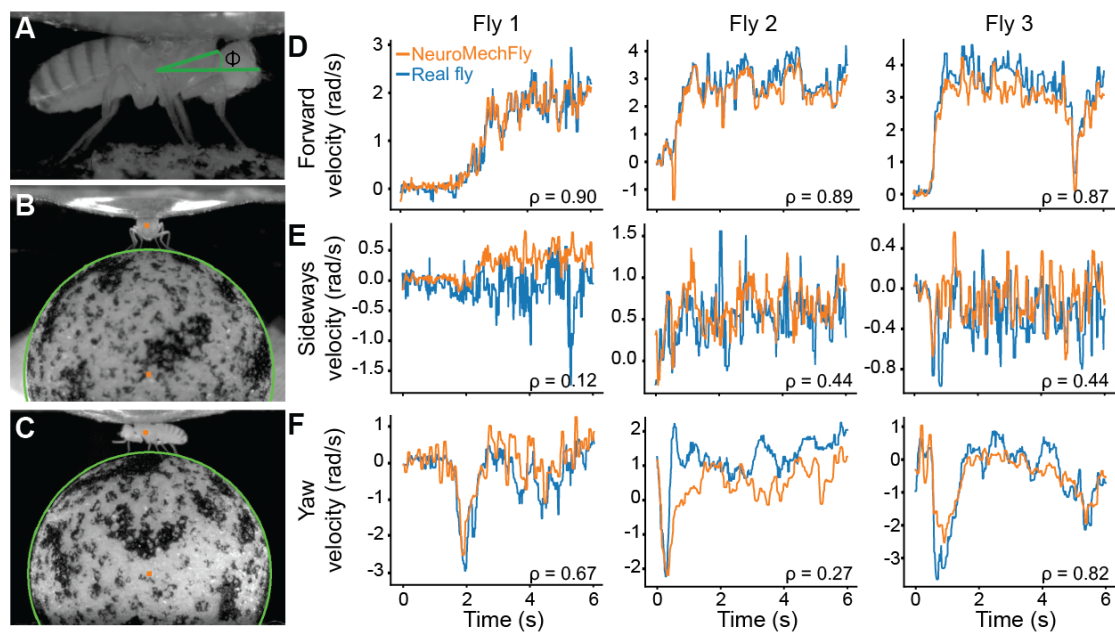 A
Φ
B
C
Fly 1
Fly 2
Fly 3
D
NeuroMechFly
Real fly
Forward
velocity (rad/s)
3
2
1
0
ρ = 0.90
4
3
2
1
0
-1
ρ = 0.89
4
3
2
1
0
ρ = 0.87
E
Sideways
velocity (rad/s)
0.5
0.0
-0.5
-1.0
-1.5
ρ = 0.12
1.5
1.0
0.5
0.0
ρ = 0.44
0.4
0.0
-0.4
-0.8
ρ = 0.44
F
Yaw
velocity (rad/s)
1
0
-1
-2
-3
ρ = 0.67
2
1
0
-1
-2
ρ = 0.27
1
0
-1
-2
-3
ρ = 0.82
0 2 4 6
0 2 4 6
0 2 4 6
Time (s)
Time (s)
Time (s)